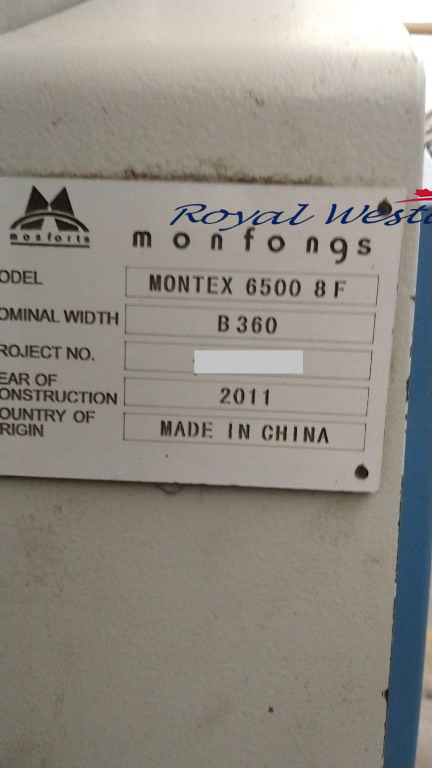 Royal West
monforts
monfongs
ODEL MONTEX 6500 8 F
OMINAL WIDTH B 360
ROJECT NO.
EAR OF
ONSTRUCTION 2011
OUNTRY OF
RIGIN MADE IN CHINA